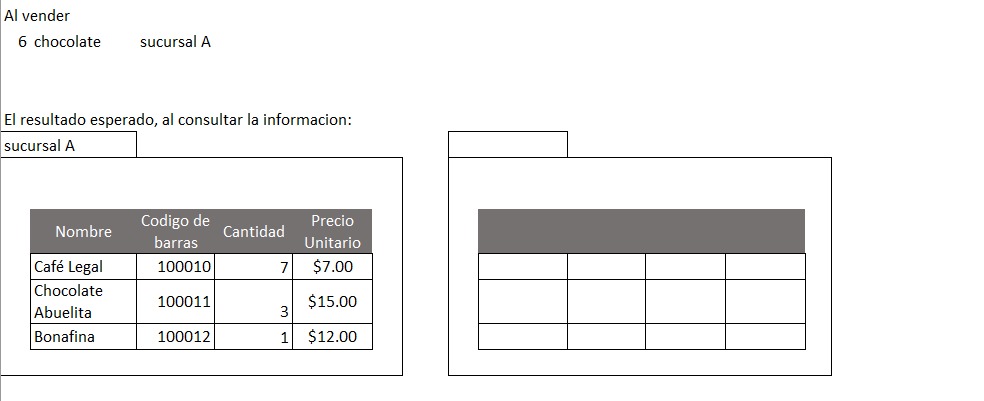 Al vender
6 chocolate sucursal A
El resultado esperado, al consultar la informacion:
sucursal A
Nombre Codigo de barras Cantidad Precio Unitario
Café Legal 100010 7 $7.00
Chocolate Abuelita 100011 3 $15.00
Bonafina 100012 1 $12.00